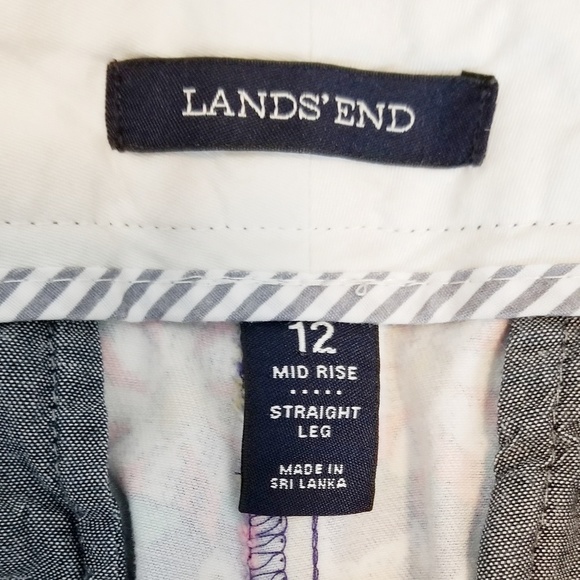 LANDS' END
12
MID RISE
STRAIGHT
LEG
MADE IN
SRI LANKA